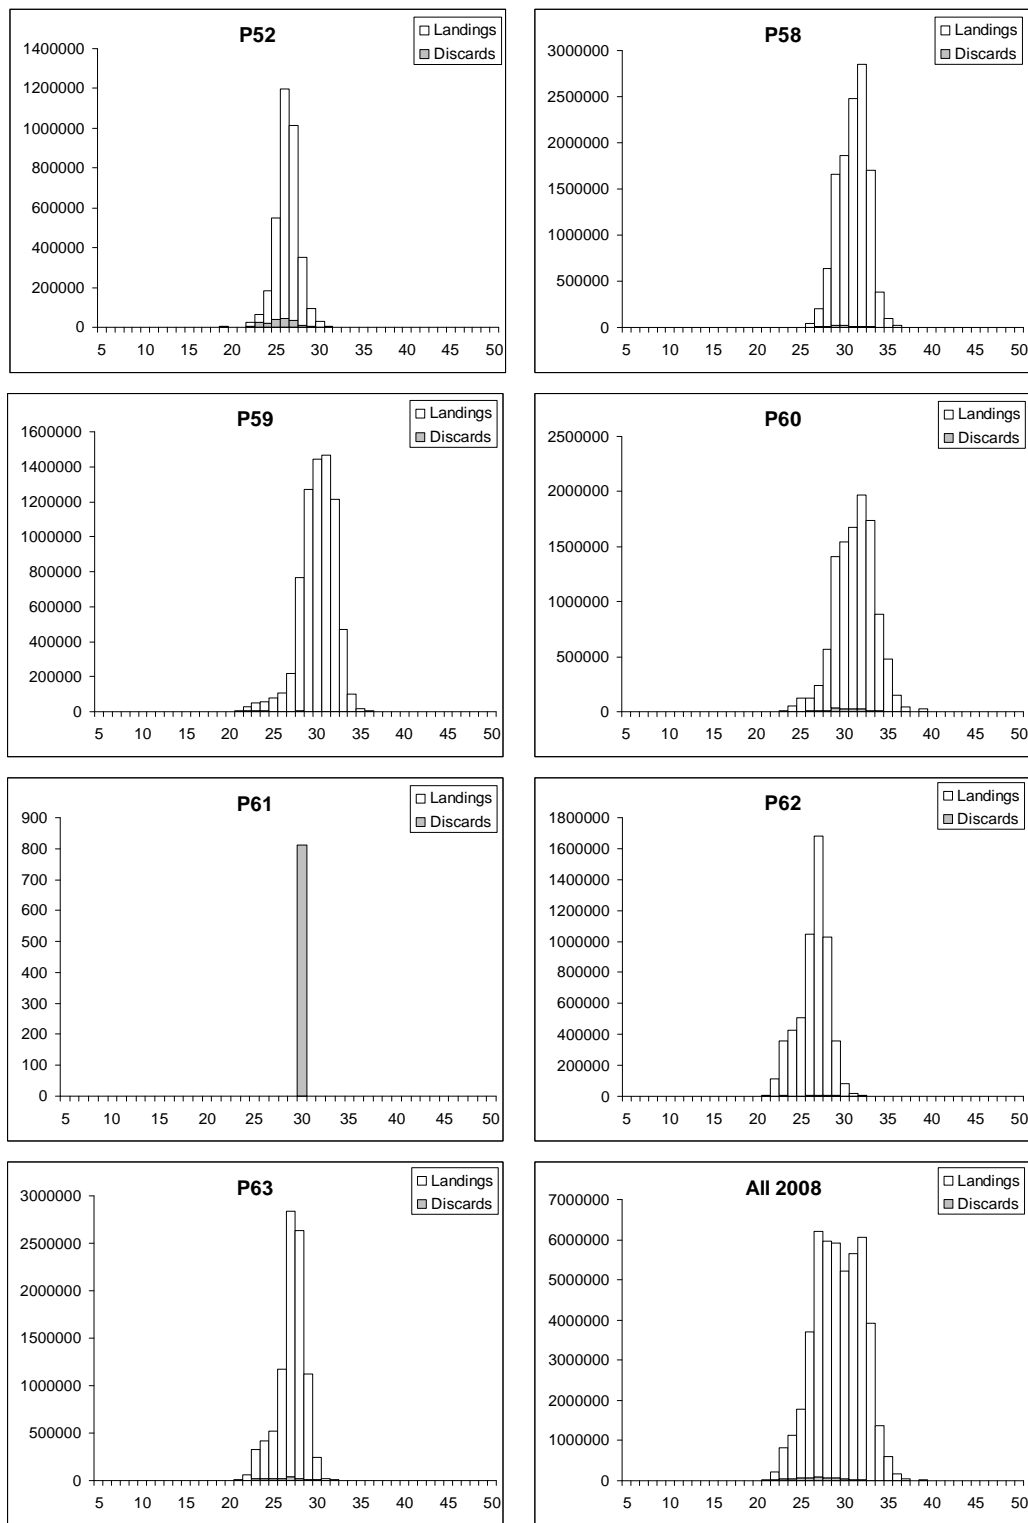 P52
Landings
Discards
1400000
1200000
1000000
800000
600000
400000
200000
0
5 10 15 20 25 30 35 40 45 50
P58
Landings
Discards
3000000
2500000
2000000
1500000
1000000
500000
0
5 10 15 20 25 30 35 40 45 50
P59
Landings
Discards
1600000
1400000
1200000
1000000
800000
600000
400000
200000
0
5 10 15 20 25 30 35 40 45 50
P60
Landings
Discards
2500000
2000000
1500000
1000000
500000
0
5 10 15 20 25 30 35 40 45 50
P61
Landings
Discards
900
800
700
600
500
400
300
200
100
0
5 10 15 20 25 30 35 40 45 50
P62
Landings
Discards
1800000
1600000
1400000
1200000
1000000
800000
600000
400000
200000
0
5 10 15 20 25 30 35 40 45 50
P63
Landings
Discards
3000000
2500000
2000000
1500000
1000000
500000
0
5 10 15 20 25 30 35 40 45 50
All 2008
Landings
Discards
7000000
6000000
5000000
4000000
3000000
2000000
1000000
0
5 10 15 20 25 30 35 40 45 50